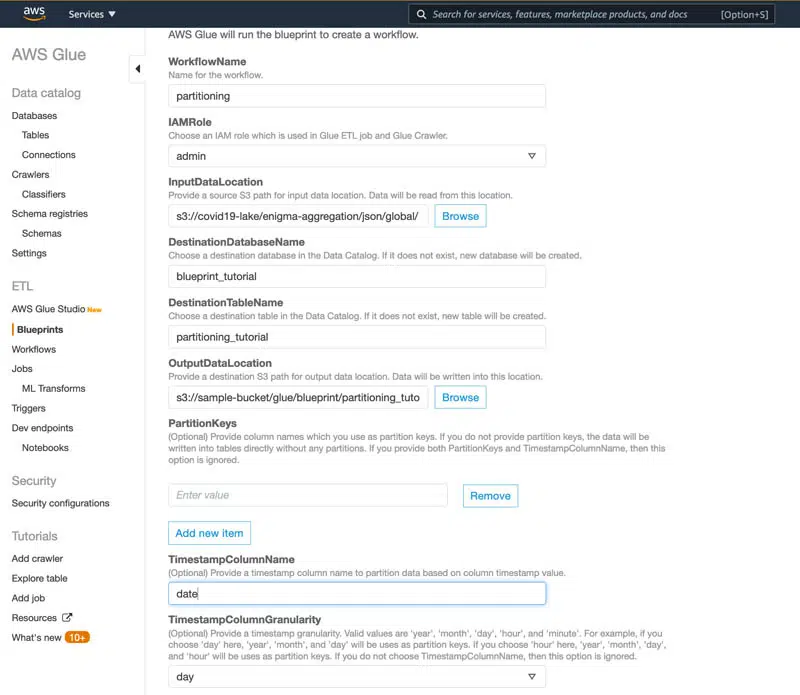 aws
Services
Search for services, features, marketplace products, and docs
[Option+S]
AWS Glue
Data catalog
Databases
Tables
Connections
Crawlers
Classifiers
Schema registries
Schemas
Settings
ETL
AWS Glue Studio New
Blueprints
Workflows
Jobs
ML Transforms
Triggers
Dev endpoints
Notebooks
Security
Security configurations
Tutorials
Add crawler
Explore table
Add job
Resources
What's new 10+
AWS Glue will run the blueprint to create a workflow.
WorkflowName
Name for the workflow.
partitioning
IAMRole
Choose an IAM role which is used in Glue ETL job and Glue Crawler.
admin
InputDataLocation
Provide a source S3 path for input data location. Data will be read from this location.
s3://covid19-lake/enigma-aggregation/json/global/
Browse
DestinationDatabaseName
Choose a destination database in the Data Catalog. If it does not exist, new database will be created.
blueprint_tutorial
DestinationTableName
Choose a destination table in the Data Catalog. If it does not exist, new table will be created.
partitioning_tutorial
OutputDataLocation
Provide a destination S3 path for output data location. Data will be written into this location.
s3://sample-bucket/glue/blueprint/partitioning_tuto
Browse
PartitionKeys
(Optional) Provide column names which you use as partition keys. If you do not provide partition keys, the data will be
written into tables directly without any partitions. If you provide both PartitionKeys and TimestampColumnName, then this
option is ignored.
Enter value
Remove
Add new item
TimestampColumnName
(Optional) Provide a timestamp column name to partition data based on column timestamp value.
date
TimestampColumnGranularity
(Optional) Provide a timestamp granularity. Valid values are 'year', 'month', 'day', 'hour', and 'minute'. For example, if you
choose 'day' here, 'year', 'month', and 'day' will be uses as partition keys. if you choose 'hour' here, 'year', 'month', 'day',
and 'hour' will be uses as partition keys. If you do not choose TimestampColumnName, then this option is ignored.
day